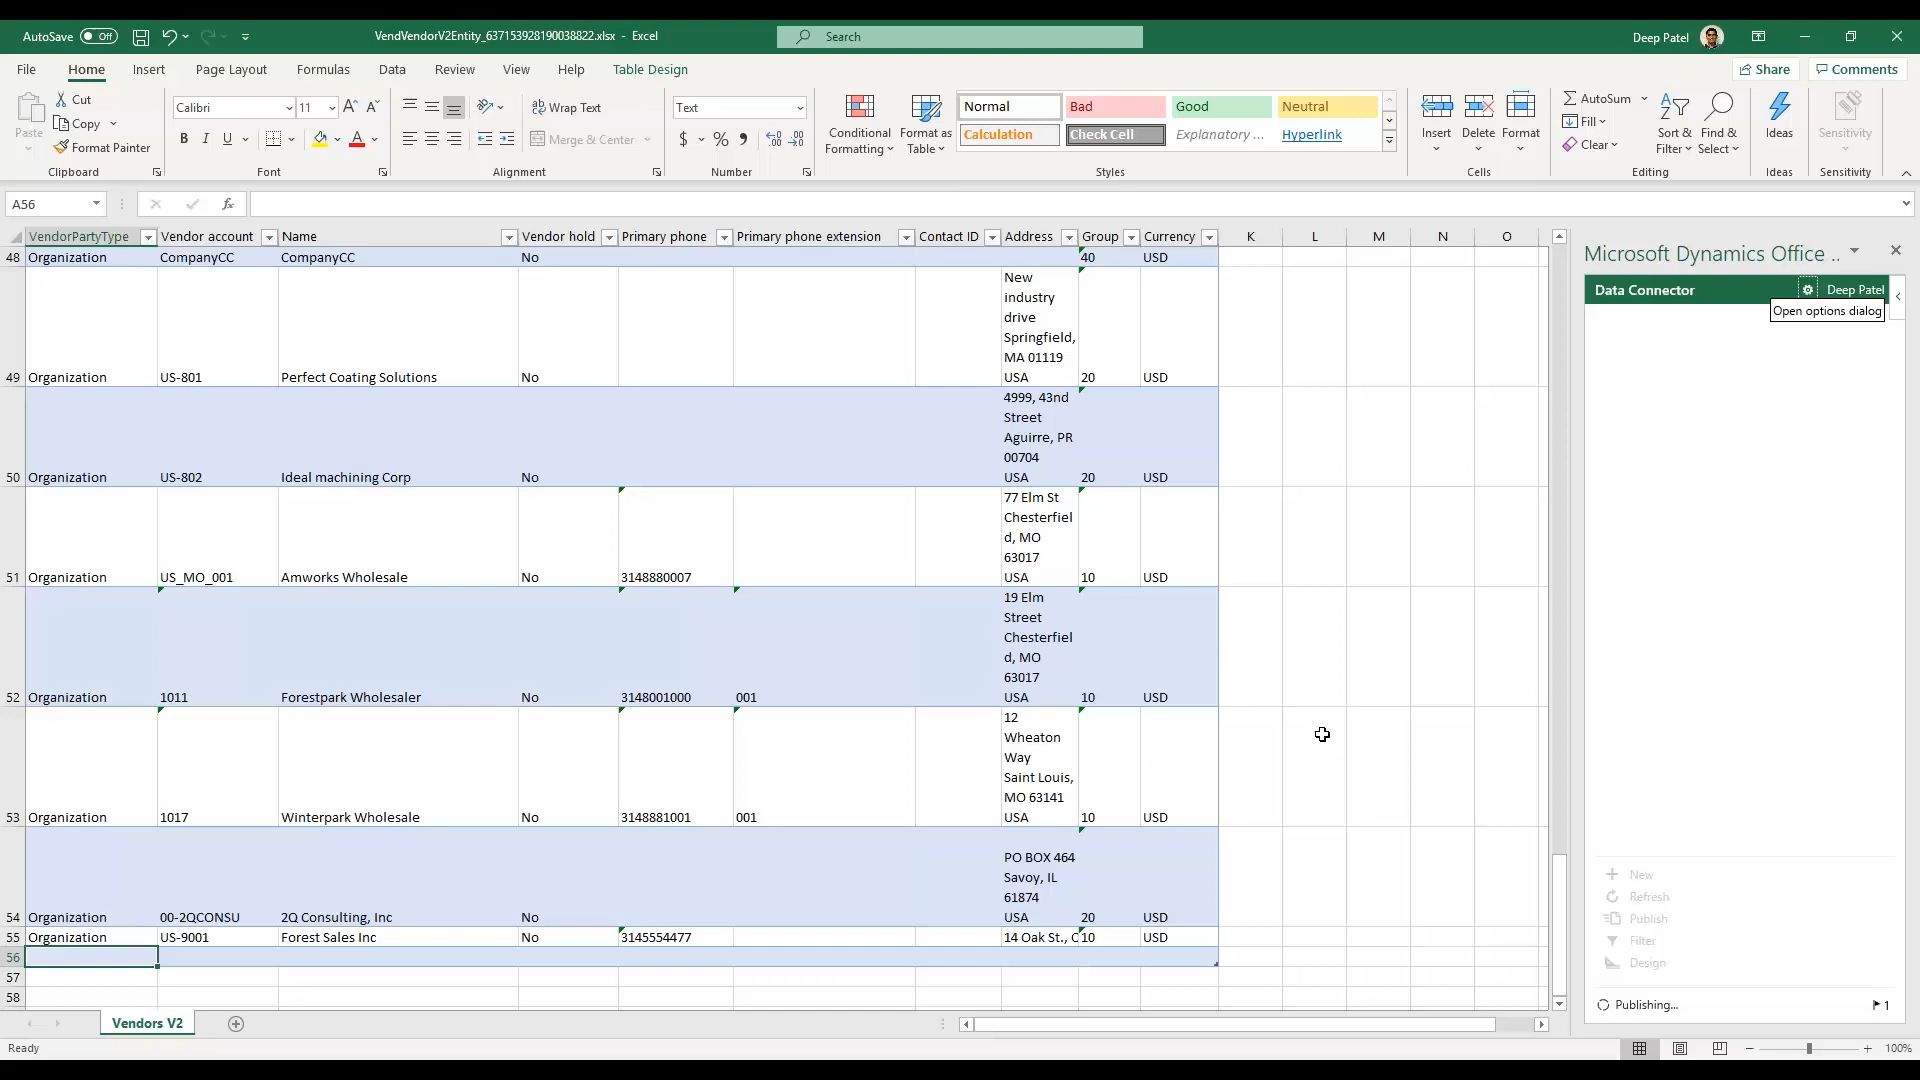 AutoSave Off
VendVendorV2Entity_637153928190038822.xlsx - Excel
Search
Deep Patel
File Home Insert Page Layout Formulas Data Review View Help Table Design
Share Comments
Paste
Cut
Copy
Format Painter
Clipboard
Calibri 11
B I U
Font
Wrap Text
Merge & Center
Alignment
Text
$ % ,
Number
Conditional Formatting
Format as Table
Normal Bad Good Neutral
Calculation Check Cell Explanatory ... Hyperlink
Styles
Insert Delete Format
Cells
AutoSum
Fill
Clear
Sort & Filter
Find & Select
Editing
Ideas
Ideas
Sensitivity
Sensitivity
A56
fx
VendorPartyType Vendor account Name Vendor hold Primary phone Primary phone extension Contact ID Address Group Currency K L M N O
48 Organization CompanyCC CompanyCC No 40 USD
New
industry
drive
Springfield,
MA 01119
49 Organization US-801 Perfect Coating Solutions No USA 20 USD
4999, 43nd
Street
Aguirre, PR
00704
50 Organization US-802 Ideal machining Corp No USA 20 USD
77 Elm St
Chesterfiel
d, MO
63017
51 Organization US_MO_001 Amworks Wholesale No 3148880007 USA 10 USD
19 Elm
Street
Chesterfiel
d, MO
63017
52 Organization 1011 Forestpark Wholesaler No 3148001000 001 USA 10 USD
12
Wheaton
Way
Saint Louis,
MO 63141
53 Organization 1017 Winterpark Wholesale No 3148881001 001 USA 10 USD
PO BOX 464
Savoy, IL
61874
54 Organization 00-2QCONSU 2Q Consulting, Inc No USA 20 USD
55 Organization US-9001 Forest Sales Inc No 3145554477 14 Oak St., C 10 USD
56
57
58
Microsoft Dynamics Office ..
Data Connector Deep Patel
Open options dialog
New
Refresh
Publish
Filter
Design
Publishing... 1
Vendors V2
Ready
100%